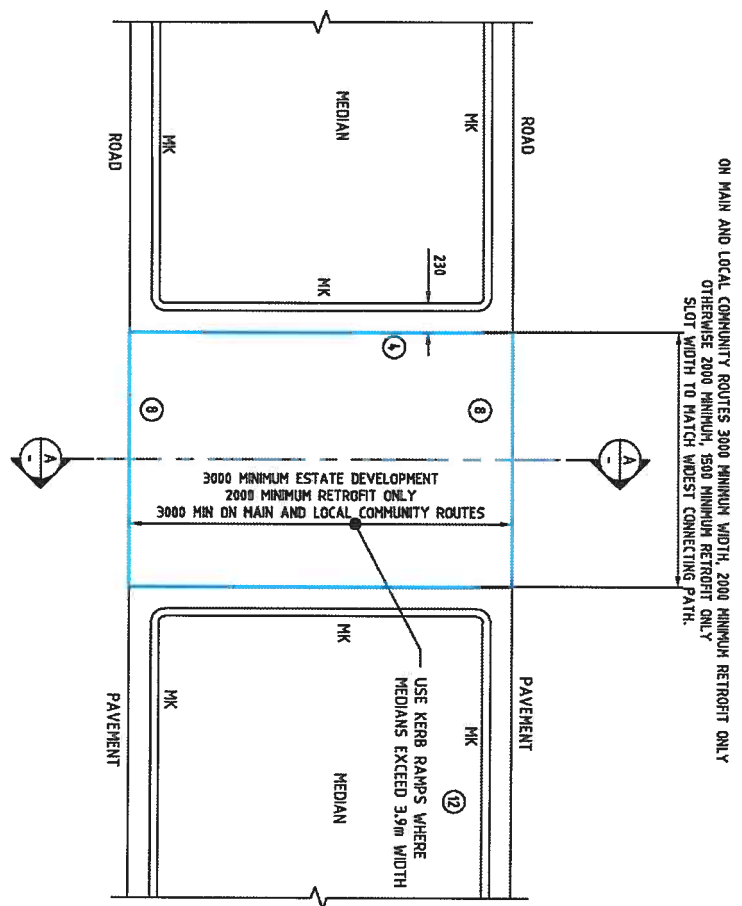 ON MAIN AND LOCAL COMMUNITY ROUTES 3000 MINIMUM WIDTH, 2000 MINIMUM RETROFIT ONLY
OTHERWISE 2000 MINIMUM, 1500 MINIMUM RETROFIT ONLY
SLOT WIDTH TO MATCH WIDEST CONNECTING PATH.
ROAD
MK
MEDIAN
MK
ROAD
MK
230
4
8
8
A
-
A
-
3000 MINIMUM ESTATE DEVELOPMENT
2000 MINIMUM RETROFIT ONLY
3000 MIN ON MAIN AND LOCAL COMMUNITY ROUTES
MK
USE KERB RAMPS WHERE
MEDIANS EXCEED 3.9m WIDTH
PAVEMENT
MK
12
MEDIAN
MK
PAVEMENT